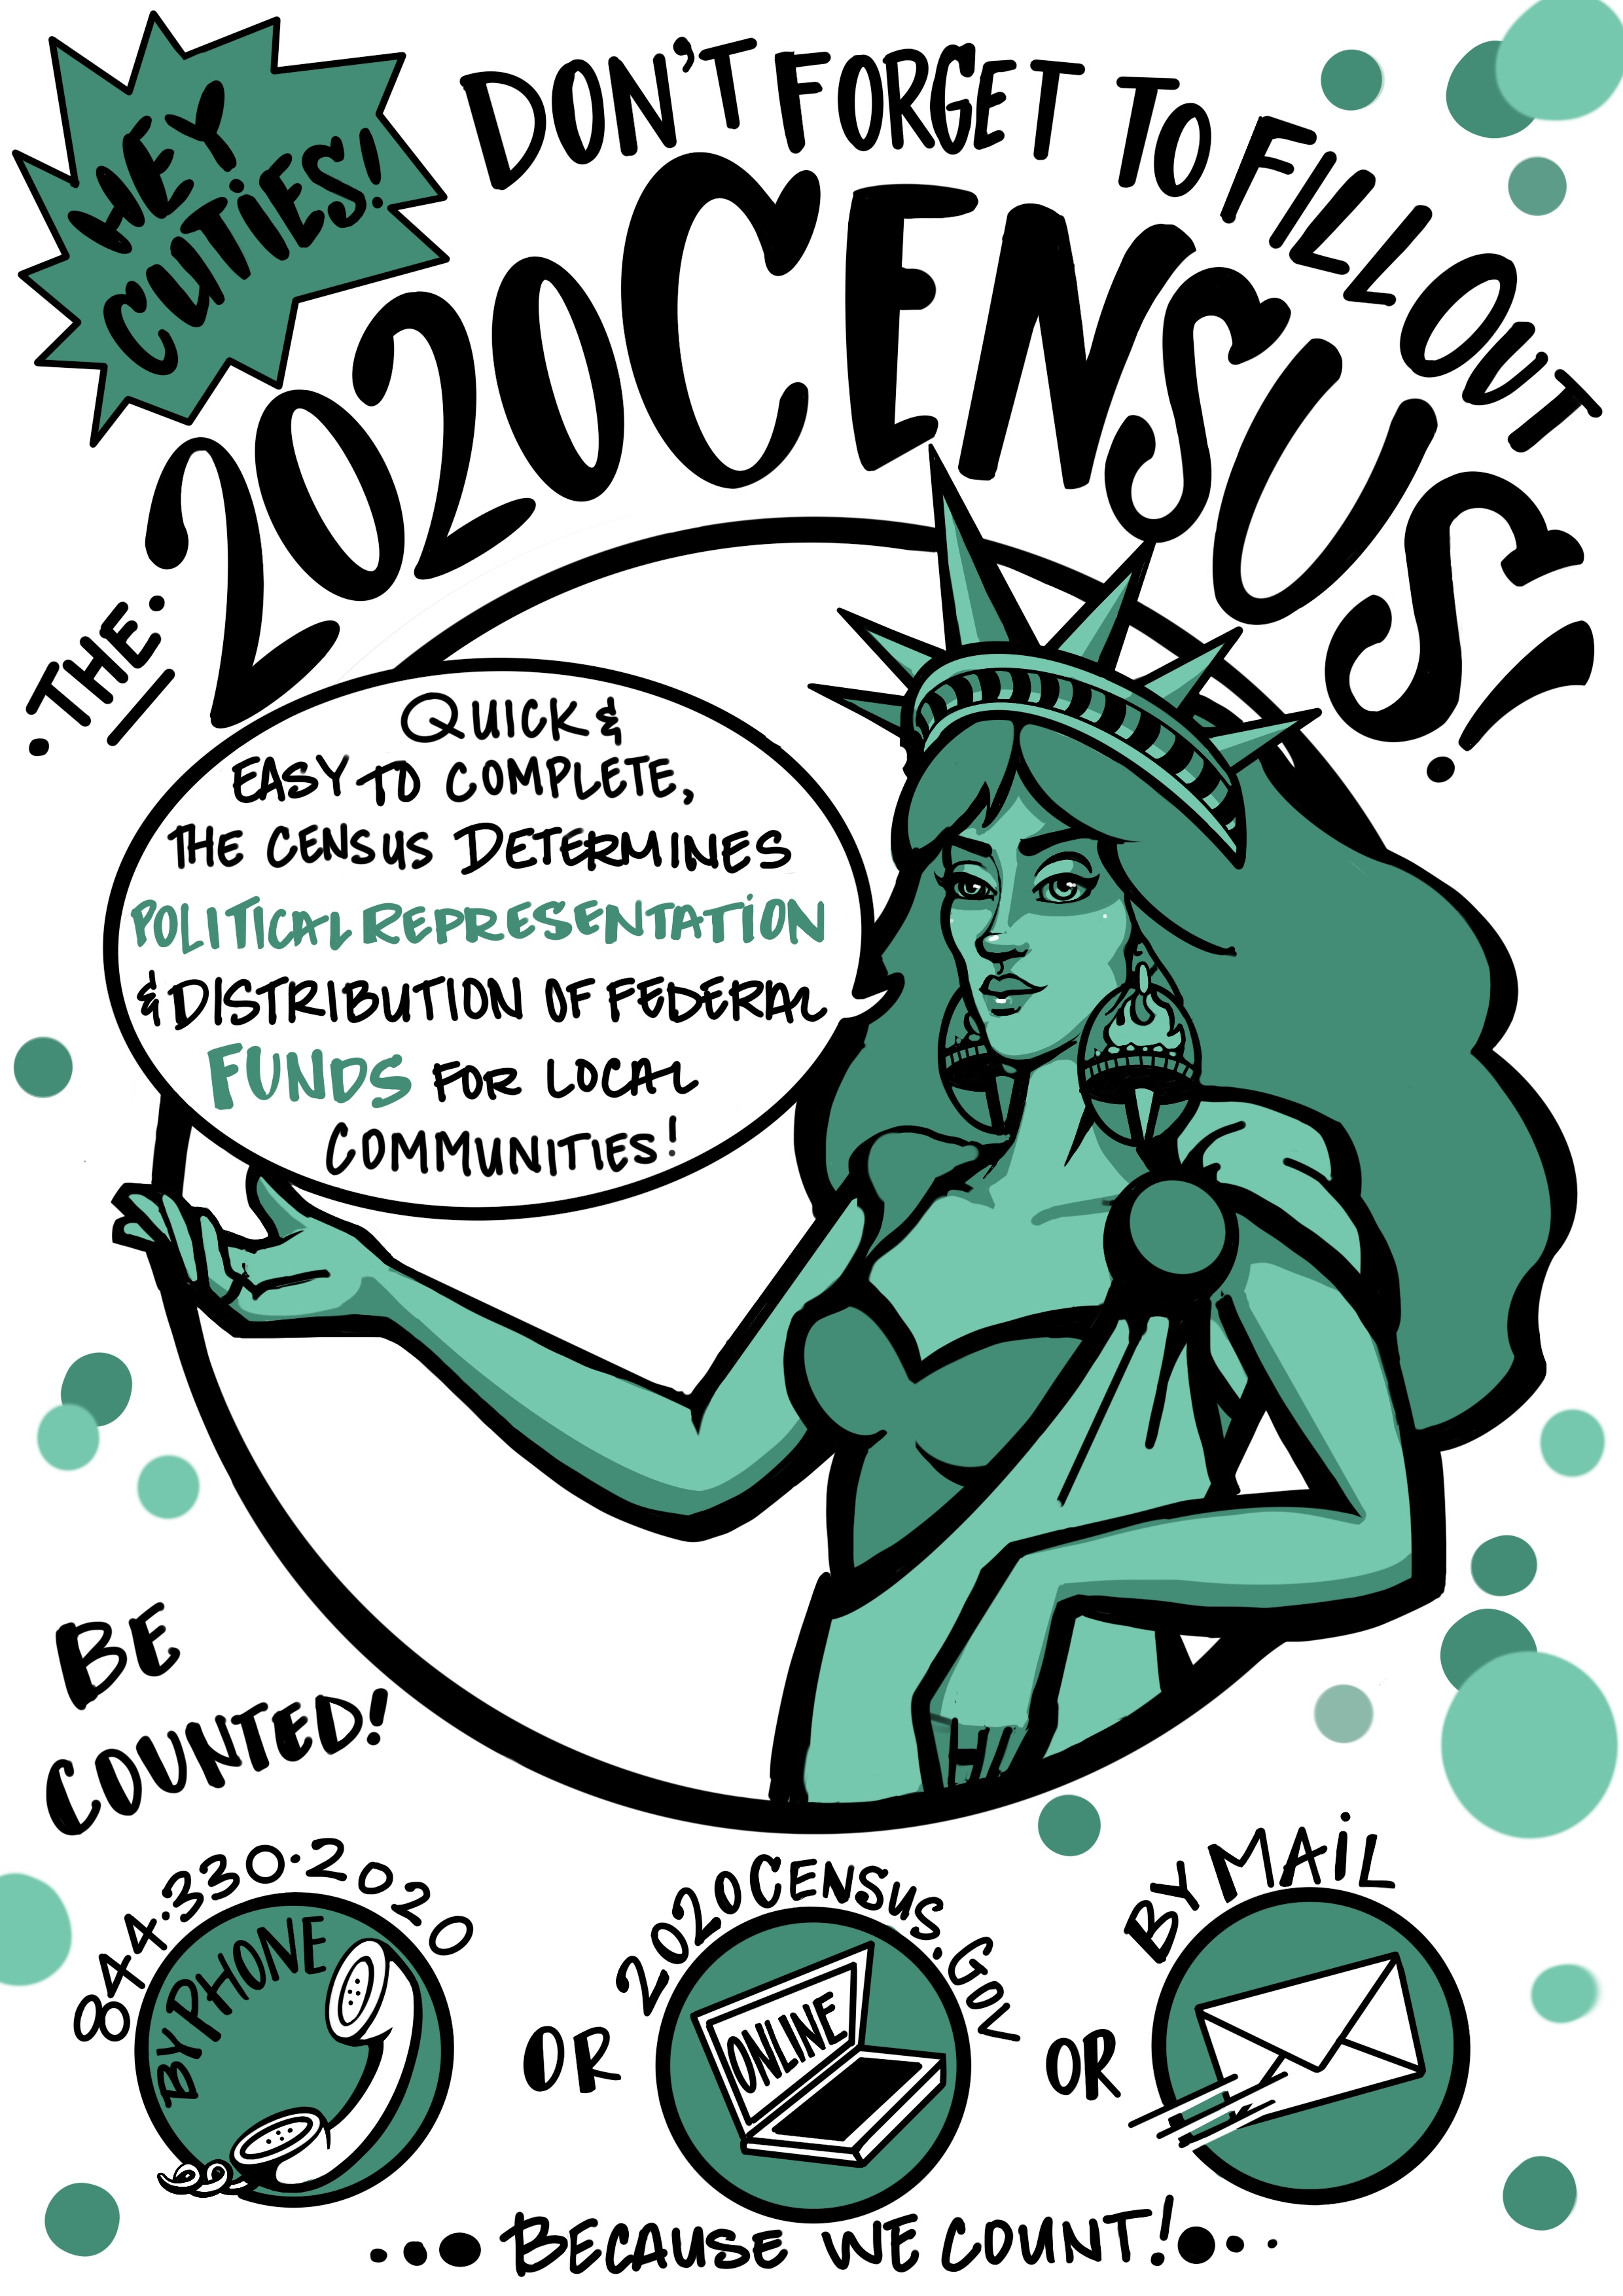 HEY
CUTIES!
DON'T FORGET TO FILL OUT
·THE:
2020 CENSUS!
QUICK &
EASY TO COMPLETE,
THE CENSUS DETERMINES
POLITICAL REPRESENTATION
& DISTRIBUTION OF FEDERAL
FUNDS FOR LOCAL
COMMUNITIES!
BE
COUNTED!
844·330·2020
BY PHONE
OR
2020CENSUS.GOV
ONLINE
OR
BY MAIL
...BECAUSE WE COUNT!...